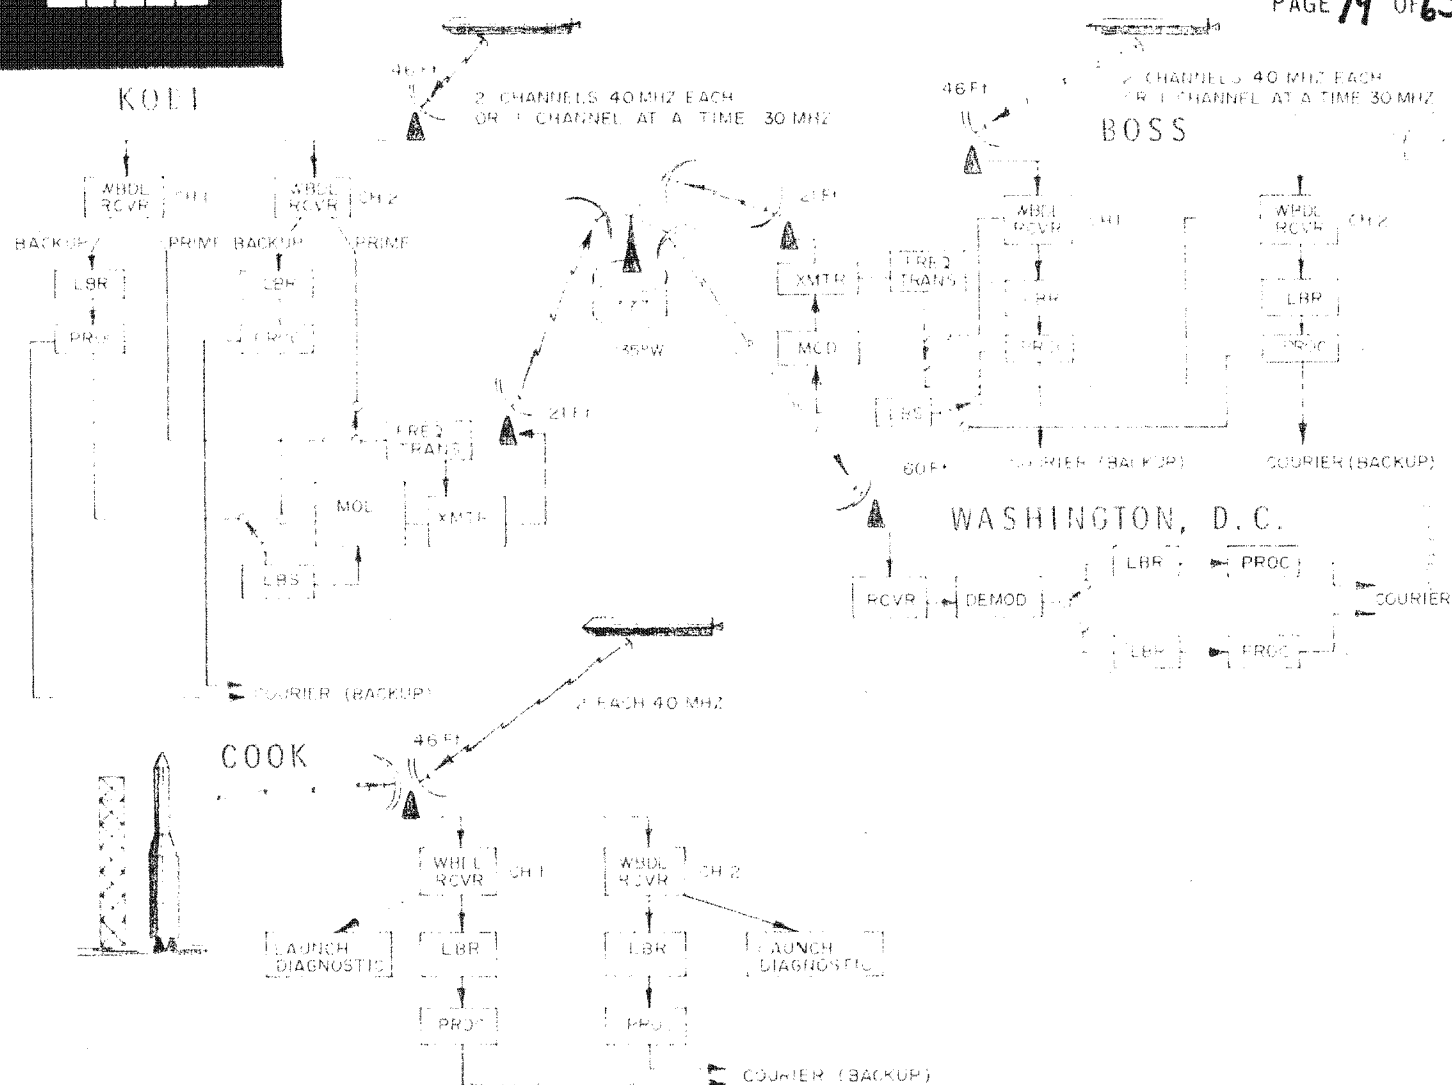 PAGE 19 OF
46 Ft
2 CHANNELS 40 MHZ EACH
OR 1 CHANNEL AT A TIME 30 MHZ
WBDL
RCVR
CH 1
WBDL
RCVR
CH 2
BACKUP
PRIME
BACKUP
PRIME
LBR
LBR
PROC
PROC
FREQ
TRANS
21 Ft
XMTR
LBS
COURIER (BACKUP)
35°W
46 Ft
2 CHANNELS 40 MHZ EACH
OR 1 CHANNEL AT A TIME 30 MHZ
BOSS
21 Ft
WBDL
RCVR
CH 1
WBDL
RCVR
CH 2
XMTR
FREQ
TRANS
LBR
LBR
PROC
PROC
LBS
COURIER (BACKUP)
COURIER (BACKUP)
60 Ft
WASHINGTON, D.C.
RCVR
DEMOD
LBR
PROC
LBR
PROC
COURIER
COOK
46 Ft
2 EACH 40 MHZ
WBDL
RCVR
CH 1
WBDL
RCVR
CH 2
LAUNCH
DIAGNOSTIC
LBR
LBR
LAUNCH
DIAGNOSTIC
PROC
PROC
COURIER (BACKUP)